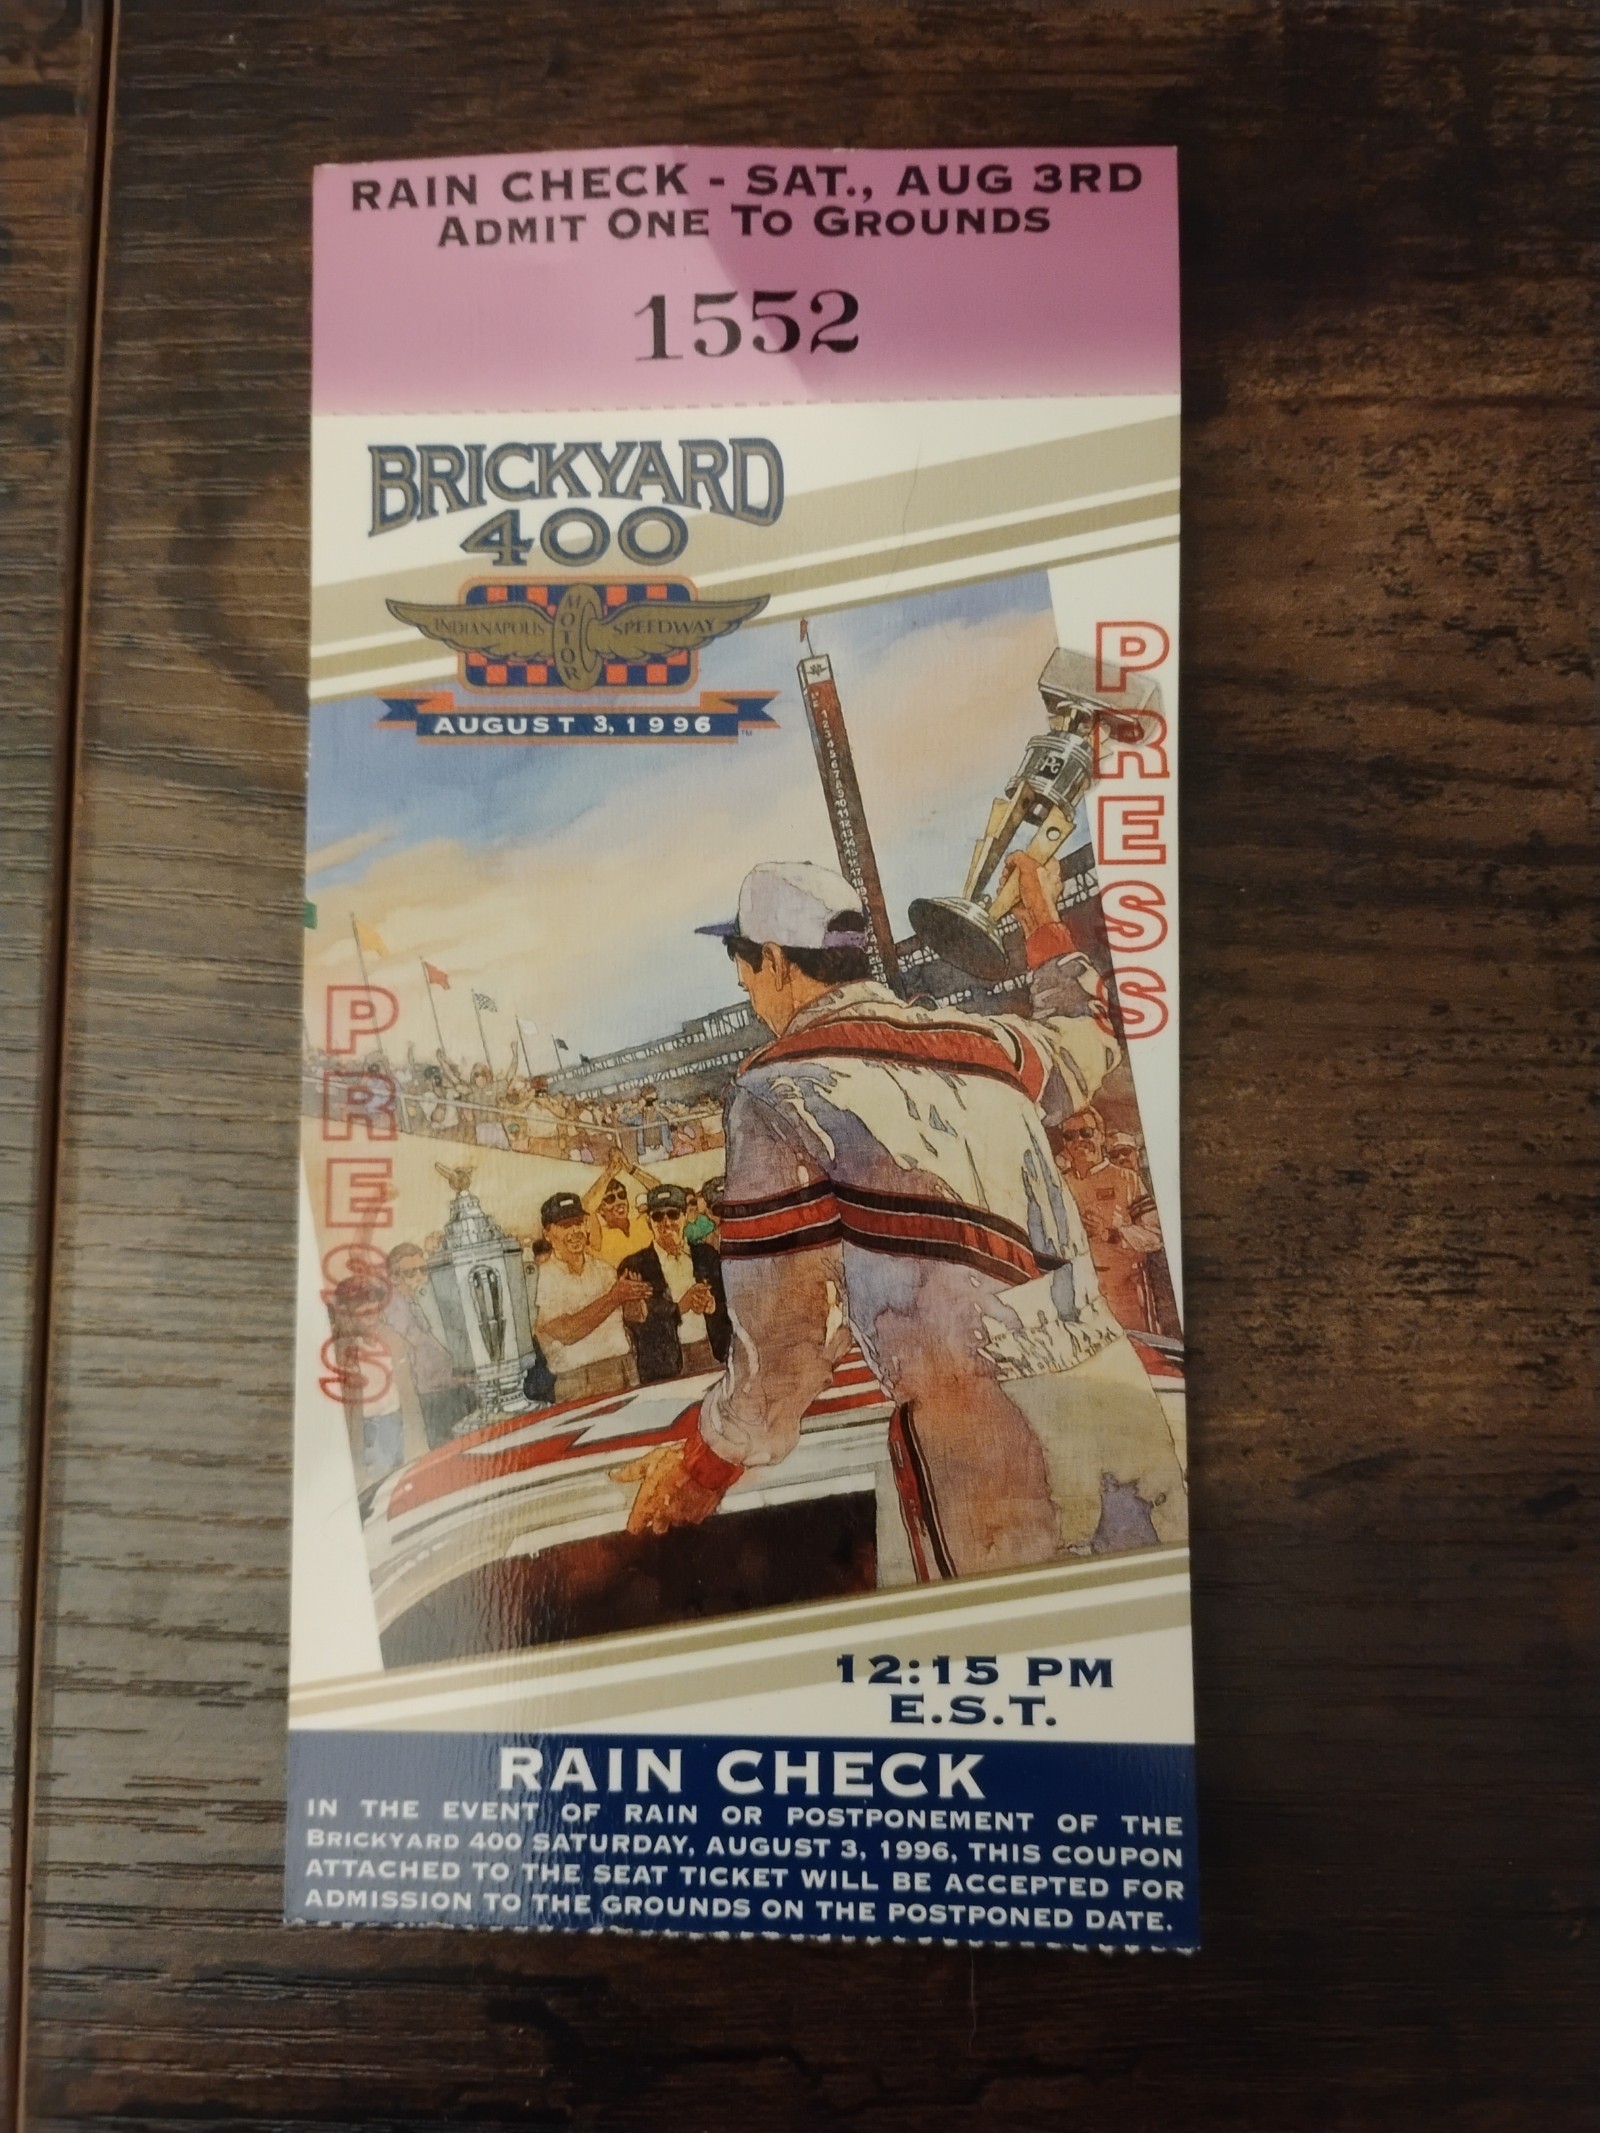 RAIN CHECK - SAT., AUG 3RD
ADMIT ONE TO GROUNDS
1552
BRICKYARD
400
INDIANAPOLIS MOTOR SPEEDWAY
AUGUST 3, 1996 ™
PRESS
PRESS
12:15 PM
E.S.T.
RAIN CHECK
IN THE EVENT OF RAIN OR POSTPONEMENT OF THE
BRICKYARD 400 SATURDAY, AUGUST 3, 1996, THIS COUPON
ATTACHED TO THE SEAT TICKET WILL BE ACCEPTED FOR
ADMISSION TO THE GROUNDS ON THE POSTPONED DATE.